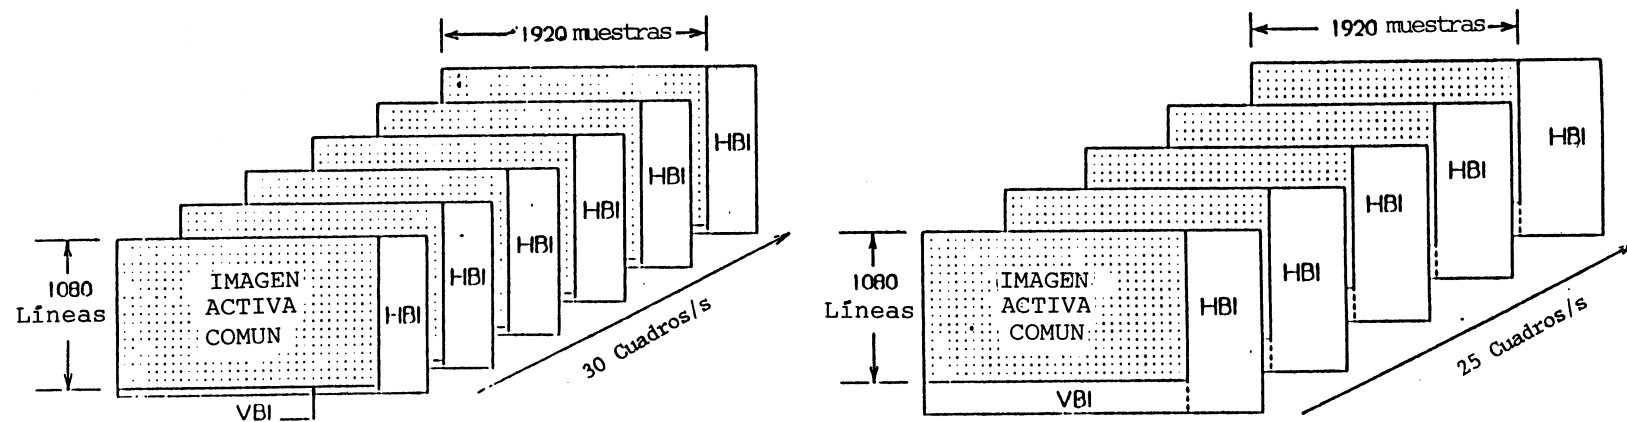 1920 muestras
HBI
HBI
HBI
HBI
HBI
HBI
1080
Líneas
IMAGEN
ACTIVA
COMUN
VBI
30 Cuadros/s
1920 muestras
HBI
HBI
HBI
HBI
HBI
1080
Líneas
IMAGEN
ACTIVA
COMUN
VBI
25 Cuadros/s